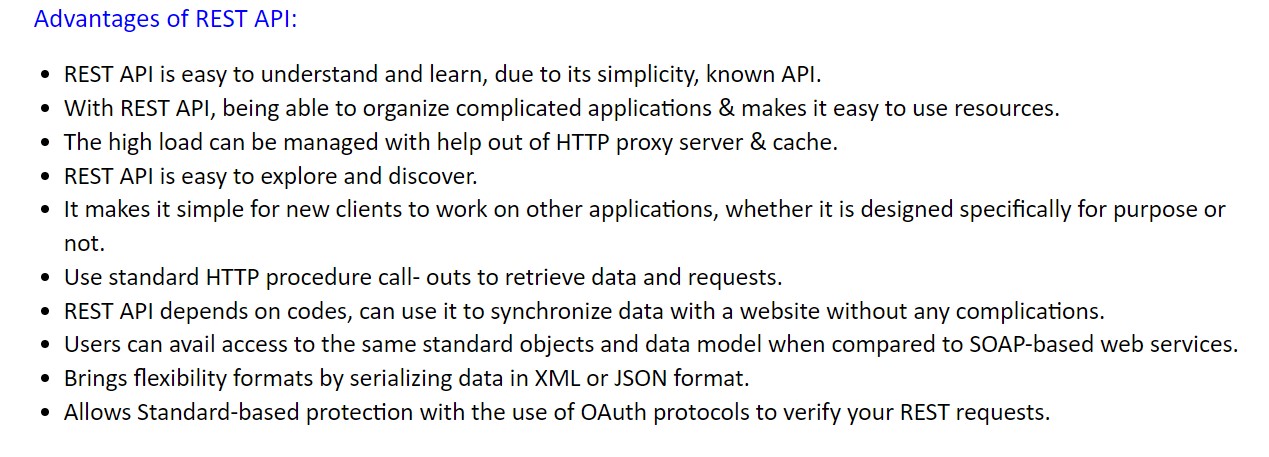 Advantages of REST API:
• REST API is easy to understand and learn, due to its simplicity, known API.
• With REST API, being able to organize complicated applications & makes it easy to use resources.
• The high load can be managed with help out of HTTP proxy server & cache.
• REST API is easy to explore and discover.
• It makes it simple for new clients to work on other applications, whether it is designed specifically for purpose or
not.
• Use standard HTTP procedure call- outs to retrieve data and requests.
• REST API depends on codes, can use it to synchronize data with a website without any complications.
• Users can avail access to the same standard objects and data model when compared to SOAP-based web services.
• Brings flexibility formats by serializing data in XML or JSON format.
• Allows Standard-based protection with the use of OAuth protocols to verify your REST requests.